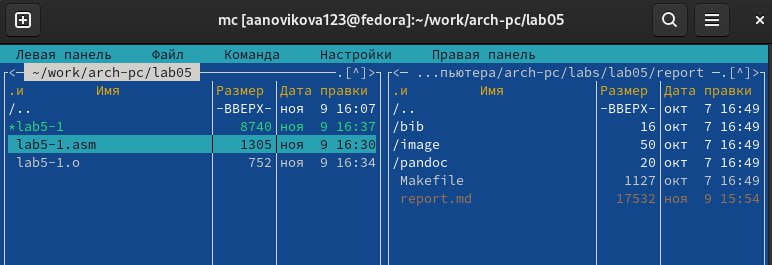 mc [aanovikova123@fedora]:~/work/arch-pc/lab05
Левая панель Файл Команда Настройки Правая панель
<─ ~/work/arch-pc/lab05 ─.[^]>
.и Имя Размер Дата правки
/.. -ВВЕРХ- ноя 9 16:07
*lab5-1 8740 ноя 9 16:37
lab5-1.asm 1305 ноя 9 16:30
lab5-1.o 752 ноя 9 16:34
<─ ...пьютера/arch-pc/labs/lab05/report ─.[^]>
.и Имя Размер Дата правки
/.. -ВВЕРХ- окт 7 16:49
/bib 16 окт 7 16:49
/image 50 окт 7 16:49
/pandoc 20 окт 7 16:49
Makefile 1127 окт 7 16:49
report.md 17532 ноя 9 15:54